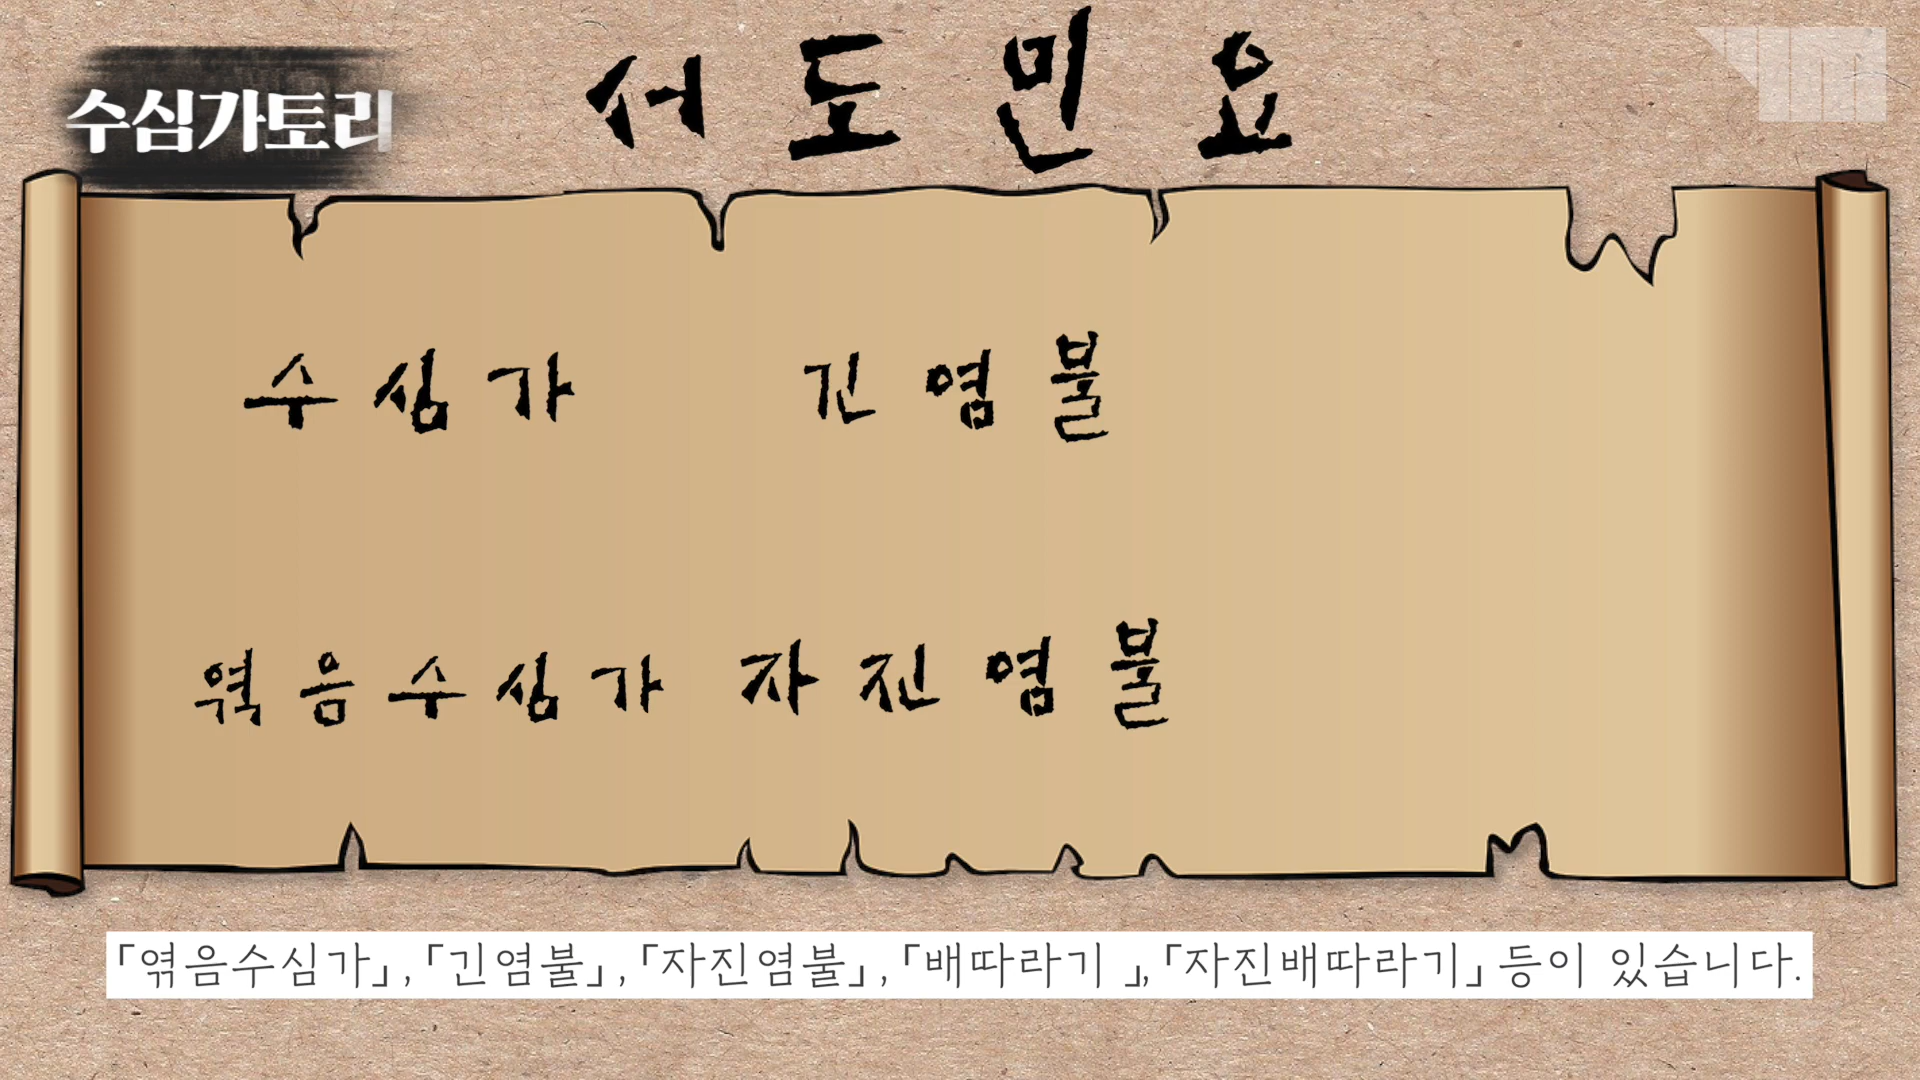 수심가토리
서도민요
수심가 긴염불
엮음수심가 자진염불
「엮음수심가」, 「긴염불」, 「자진염불」, 「배따라기 」, 「자진배따라기」 등이 있습니다.